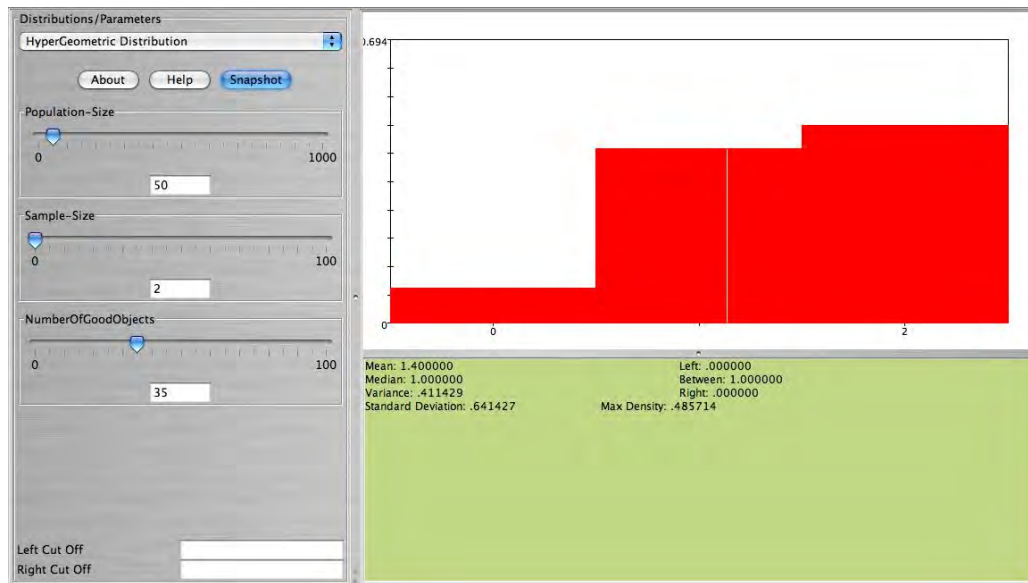 Distributions/Parameters
HyperGeometric Distribution
About Help Snapshot
Population-Size
0 1000
50
Sample-Size
0 100
2
NumberOfGoodObjects
0 100
35
Left Cut Off
Right Cut Off
0.694
0
0 2
Mean: 1.400000 Left: .000000
Median: 1.000000 Between: 1.000000
Variance: .411429 Right: .000000
Standard Deviation: .641427 Max Density: .485714